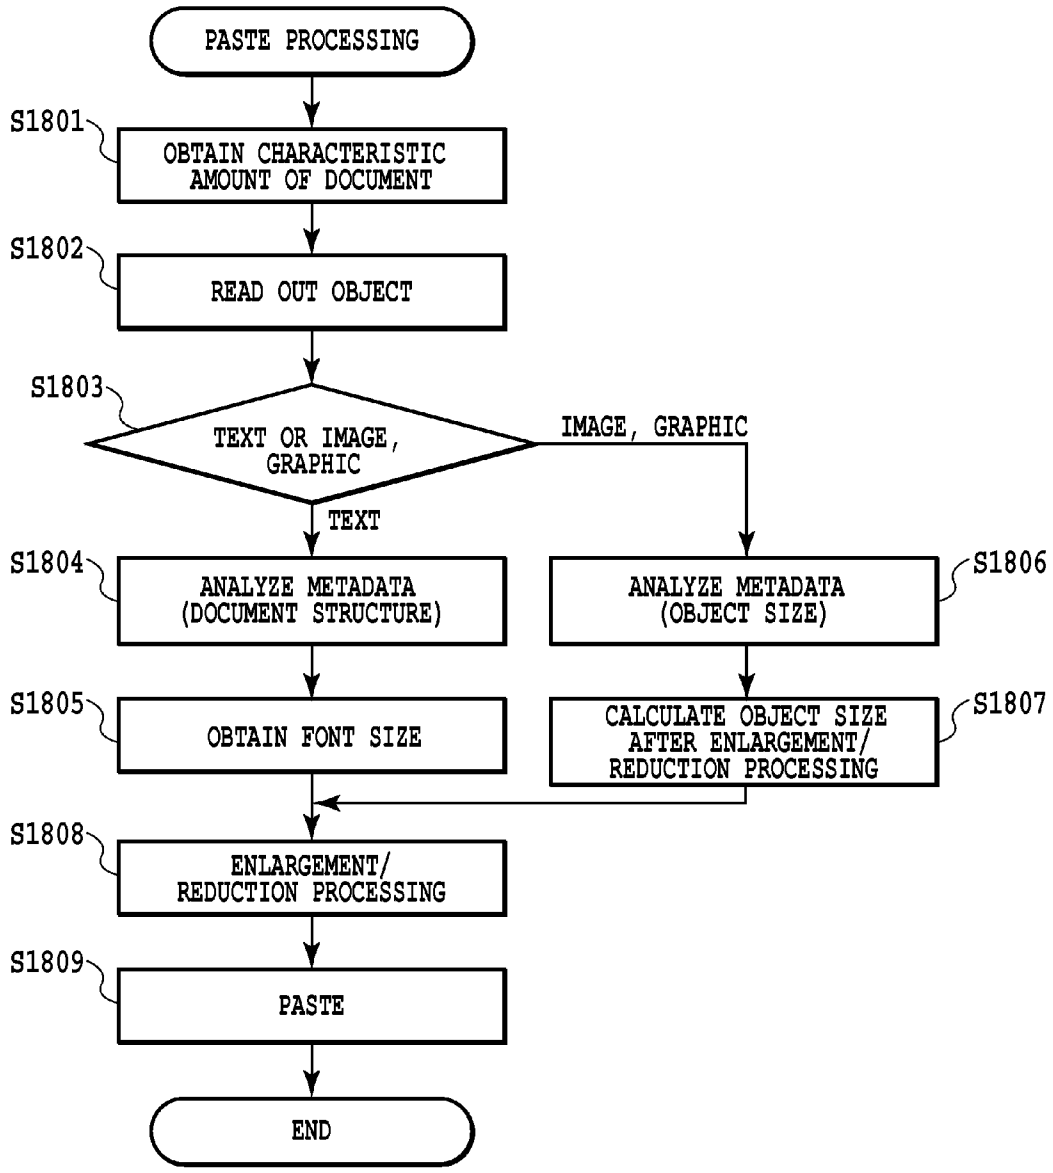 PASTE PROCESSING
S1801
OBTAIN CHARACTERISTIC
AMOUNT OF DOCUMENT
S1802
READ OUT OBJECT
S1803
TEXT OR IMAGE,
GRAPHIC
IMAGE, GRAPHIC
TEXT
S1804
ANALYZE METADATA
(DOCUMENT STRUCTURE)
S1806
ANALYZE METADATA
(OBJECT SIZE)
S1805
OBTAIN FONT SIZE
S1807
CALCULATE OBJECT SIZE
AFTER ENLARGEMENT/
REDUCTION PROCESSING
S1808
ENLARGEMENT/
REDUCTION PROCESSING
S1809
PASTE
END